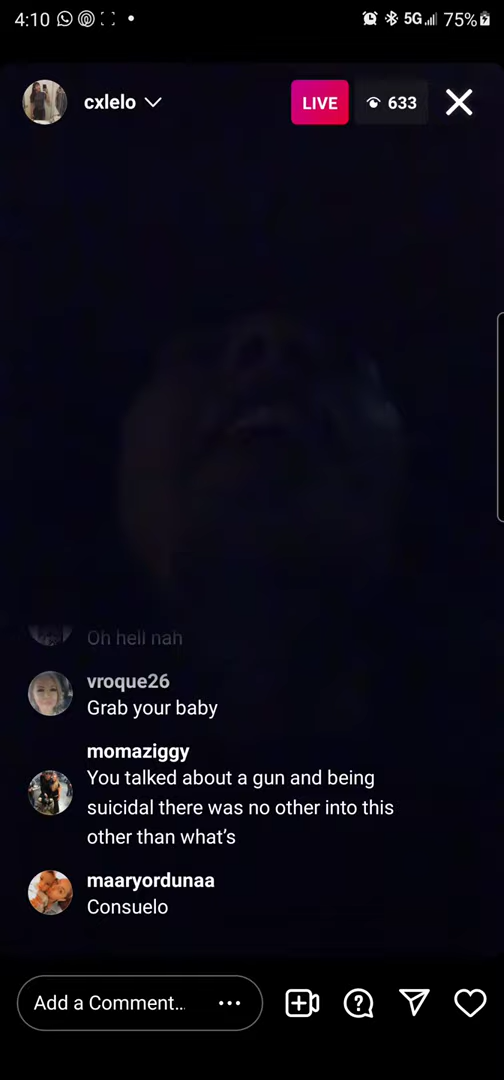 4:10
5G
75%
cxlelo
LIVE
633
Oh hell nah
vroque26
Grab your baby
momaziggy
You talked about a gun and being
suicidal there was no other into this
other than what's
maaryordunaa
Consuelo
Add a Comment...